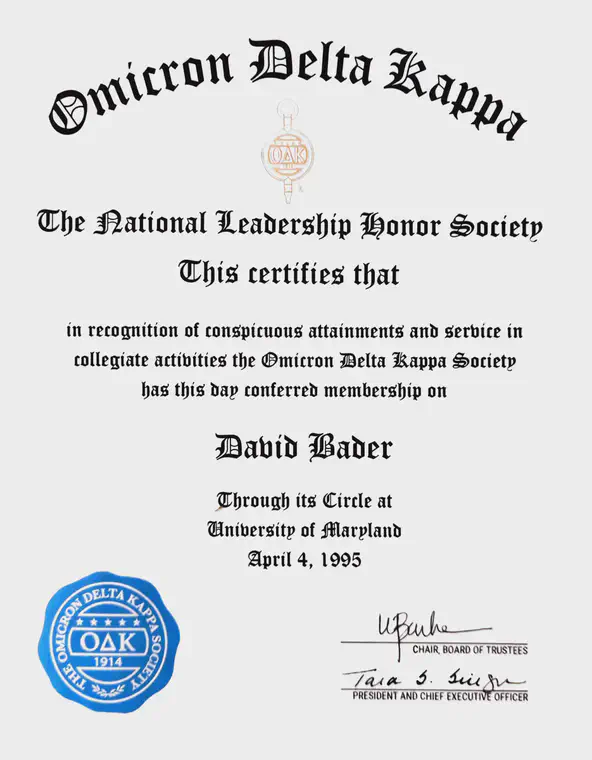 Omicron Delta Kappa
ΟΔΚ
The National Leadership Honor Society
This certifies that
in recognition of conspicuous attainments and service in
collegiate activities the Omicron Delta Kappa Society
has this day conferred membership on
David Bader
Through its Circle at
University of Maryland
April 4, 1995
THE OMICRON DELTA KAPPA SOCIETY
ΟΔΚ
1914
CHAIR, BOARD OF TRUSTEES
Tara S.
PRESIDENT AND CHIEF EXECUTIVE OFFICER